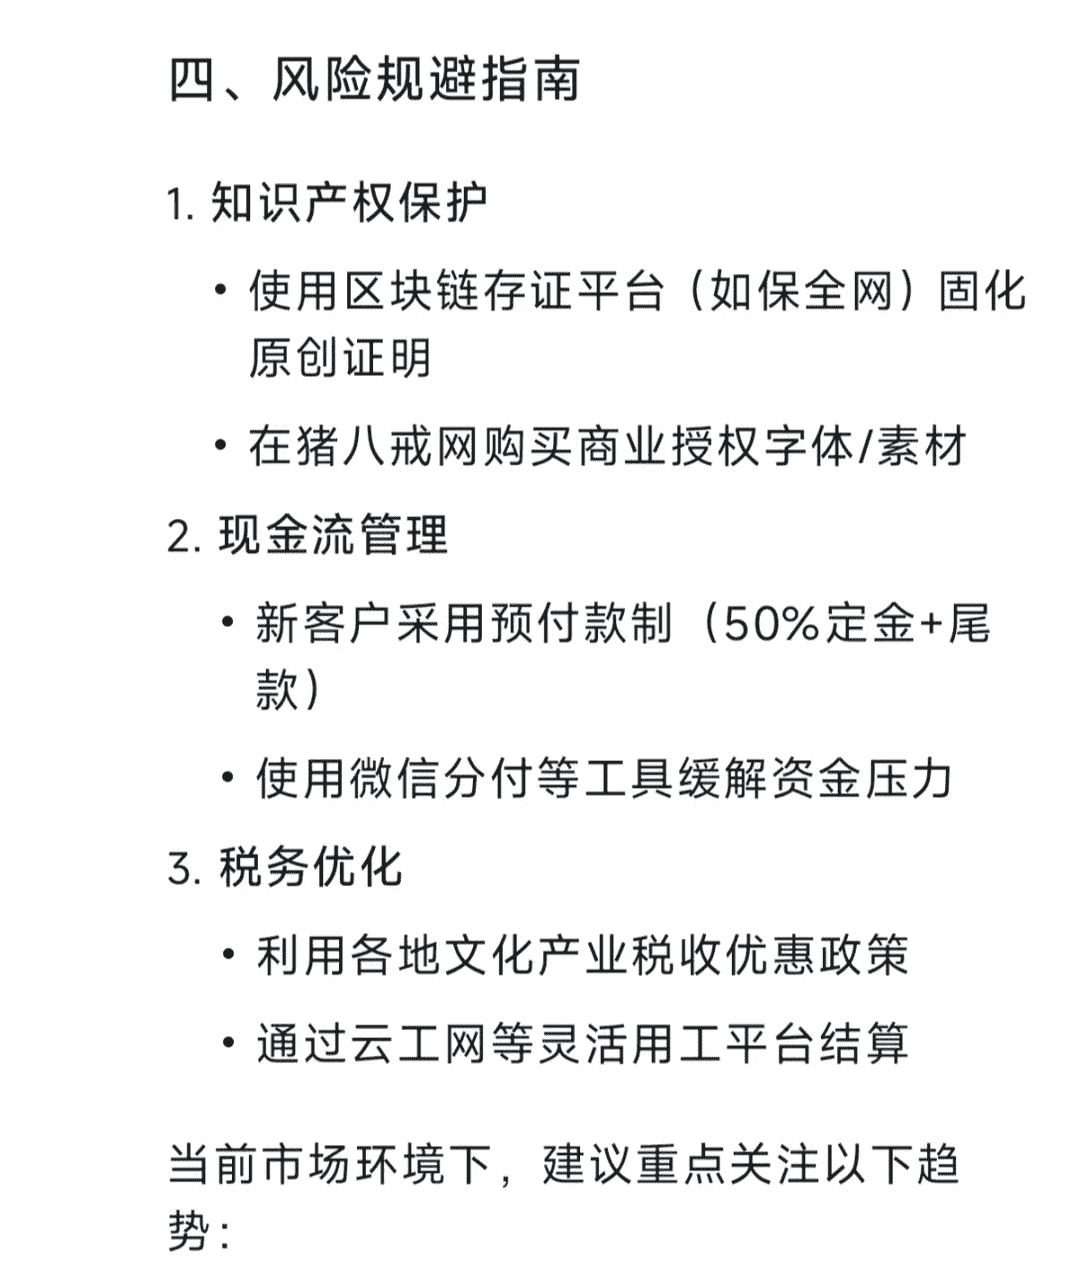 四、风险规避指南
1. 知识产权保护
• 使用区块链存证平台（如保全网）固化
原创证明
• 在猪八戒网购买商业授权字体/素材
2. 现金流管理
• 新客户采用预付款制（50%定金+尾
款）
• 使用微信分付等工具缓解资金压力
3. 税务优化
• 利用各地文化产业税收优惠政策
• 通过云工网等灵活用工平台结算
当前市场环境下，建议重点关注以下趋
势：